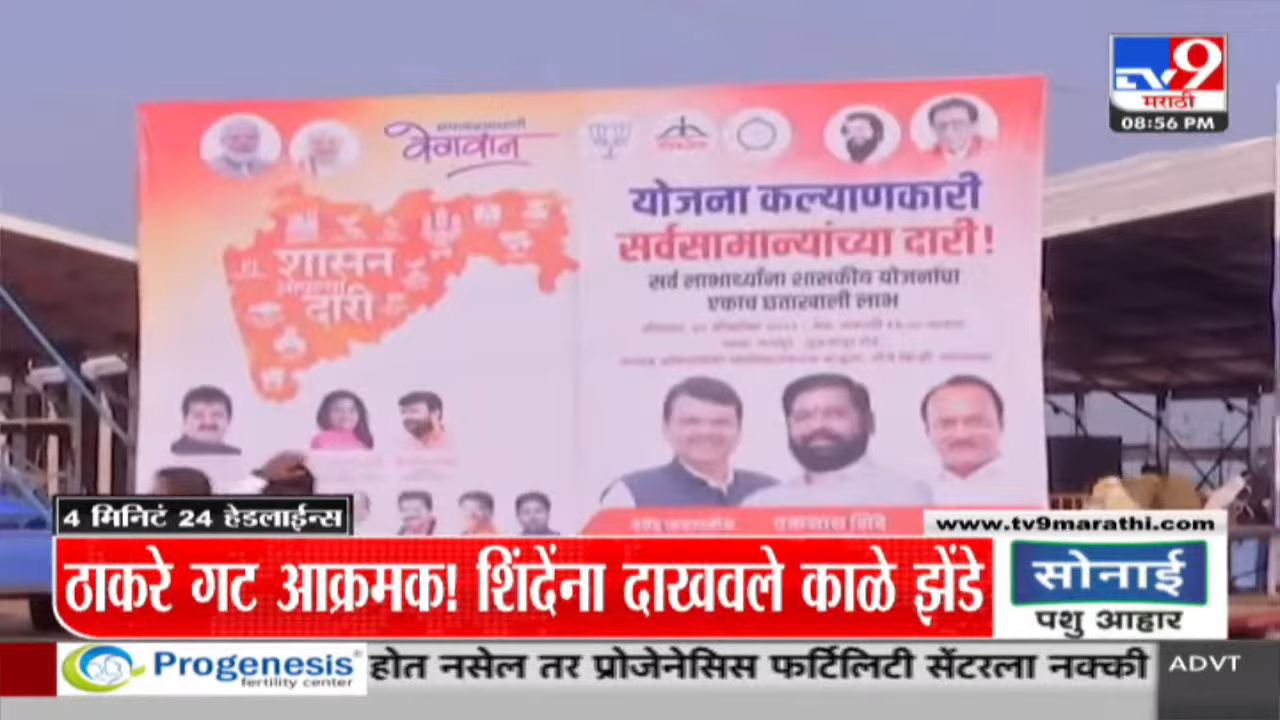 TV9
मराठी
08:56 PM
वेगवान
योजना कल्याणकारी
सर्वसामान्यांच्या दारी!
सर्व लाभार्थ्यांना शासकीय योजनांचा
एकाच छताखाली लाभ
शासन
आपल्या
दारी
एकनाथ शिंदे
4 मिनिटं 24 हेडलाईन्स
www.tv9marathi.com
ठाकरे गट आक्रमक! शिंदेंना दाखवले काळे झेंडे
सोनाई
पशु आहार
Progenesis
fertility center
होत नसेल तर प्रोजेनेसिस फर्टिलिटी सेंटरला नक्की
ADVT